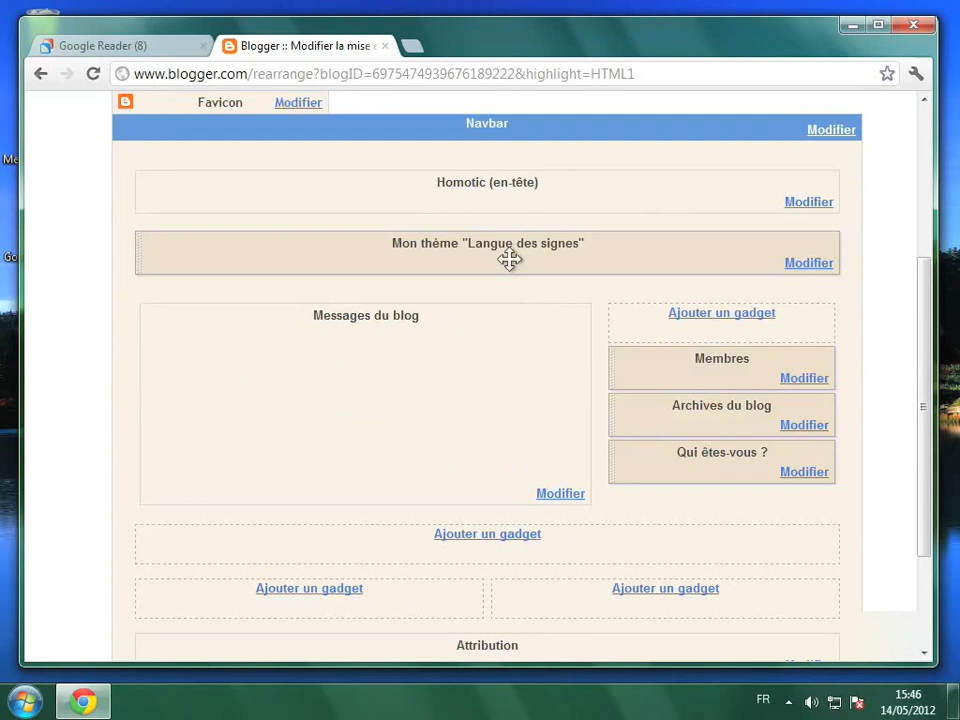 Google Reader (8)
Blogger :: Modifier la mise e
www.blogger.com/rearrange?blogID=6975474939676189222&highlight=HTML1
Favicon Modifier
Navbar
Modifier
Homotic (en-tête)
Modifier
Mon thème "Langue des signes"
Modifier
Messages du blog
Modifier
Ajouter un gadget
Membres
Modifier
Archives du blog
Modifier
Qui êtes-vous ?
Modifier
Ajouter un gadget
Ajouter un gadget
Ajouter un gadget
Attribution
FR
15:46
14/05/2012